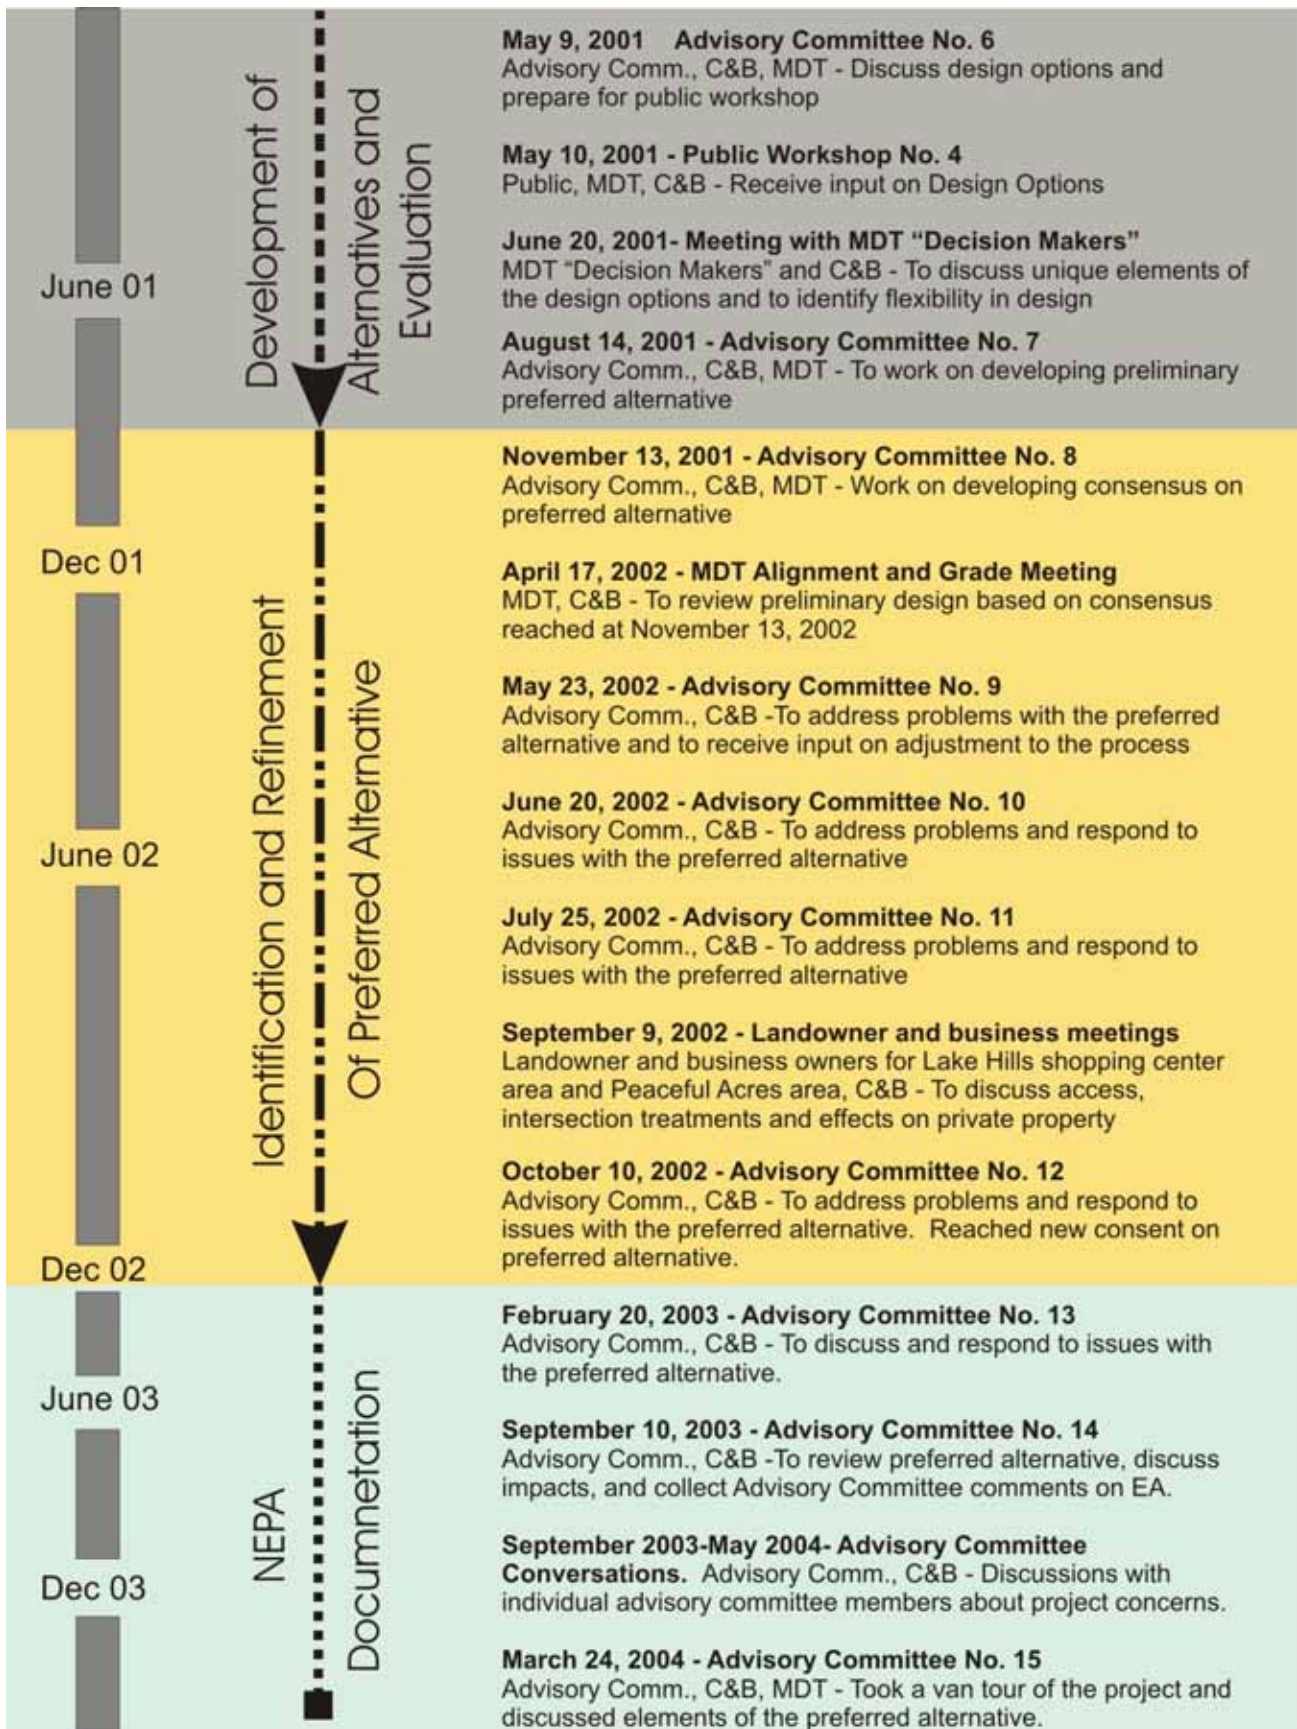 May 9, 2001 Advisory Committee No. 6
Advisory Comm., C&B, MDT - Discuss design options and
prepare for public workshop
May 10, 2001 - Public Workshop No. 4
Public, MDT, C&B - Receive input on Design Options
June 20, 2001- Meeting with MDT “Decision Makers”
MDT “Decision Makers” and C&B - To discuss unique elements of
the design options and to identify flexibility in design
August 14, 2001 - Advisory Committee No. 7
Advisory Comm., C&B, MDT - To work on developing preliminary
preferred alternative
June 01
Development of
Alternatives and
Evaluation
November 13, 2001 - Advisory Committee No. 8
Advisory Comm., C&B, MDT - Work on developing consensus on
preferred alternative
April 17, 2002 - MDT Alignment and Grade Meeting
MDT, C&B - To review preliminary design based on consensus
reached at November 13, 2002
May 23, 2002 - Advisory Committee No. 9
Advisory Comm., C&B -To address problems with the preferred
alternative and to receive input on adjustment to the process
June 20, 2002 - Advisory Committee No. 10
Advisory Comm., C&B - To address problems and respond to
issues with the preferred alternative
July 25, 2002 - Advisory Committee No. 11
Advisory Comm., C&B - To address problems and respond to
issues with the preferred alternative
September 9, 2002 - Landowner and business meetings
Landowner and business owners for Lake Hills shopping center
area and Peaceful Acres area, C&B - To discuss access,
intersection treatments and effects on private property
October 10, 2002 - Advisory Committee No. 12
Advisory Comm., C&B - To address problems and respond to
issues with the preferred alternative. Reached new consent on
preferred alternative.
Dec 01
June 02
Dec 02
Identification and Refinement
Of Preferred Alternative
February 20, 2003 - Advisory Committee No. 13
Advisory Comm., C&B - To discuss and respond to issues with
the preferred alternative.
September 10, 2003 - Advisory Committee No. 14
Advisory Comm., C&B -To review preferred alternative, discuss
impacts, and collect Advisory Committee comments on EA.
September 2003-May 2004- Advisory Committee
Conversations. Advisory Comm., C&B - Discussions with
individual advisory committee members about project concerns.
March 24, 2004 - Advisory Committee No. 15
Advisory Comm., C&B, MDT - Took a van tour of the project and
discussed elements of the preferred alternative.
June 03
Dec 03
NEPA
Documnetation